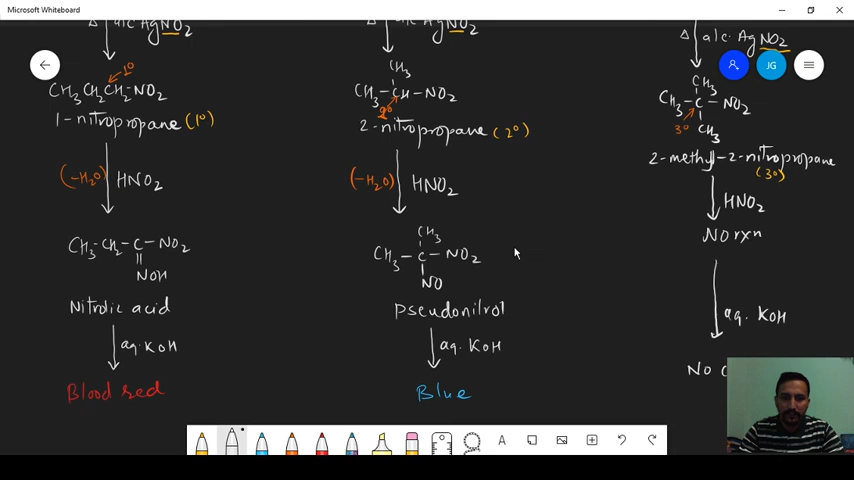 Microsoft Whiteboard
Δ alc AgNO2
CH3CH2CH2-NO2
1°
1-nitropropane (1°)
(-H2O) HNO2
CH3-CH2-C-NO2
NOH
Nitrolic acid
aq. KOH
Blood red
Δ alc AgNO2
CH3
CH3-CH-NO2
2°
2-nitropropane (2°)
(-H2O) HNO2
CH3
CH3-C-NO2
NO
Pseudonitrol
aq. KOH
Blue
Δ alc. AgNO2
CH3
CH3-C-NO2
3°
CH3
2-methyl-2-nitropropane
(3°)
HNO2
NO rxn
aq. KOH
NO
JG
A